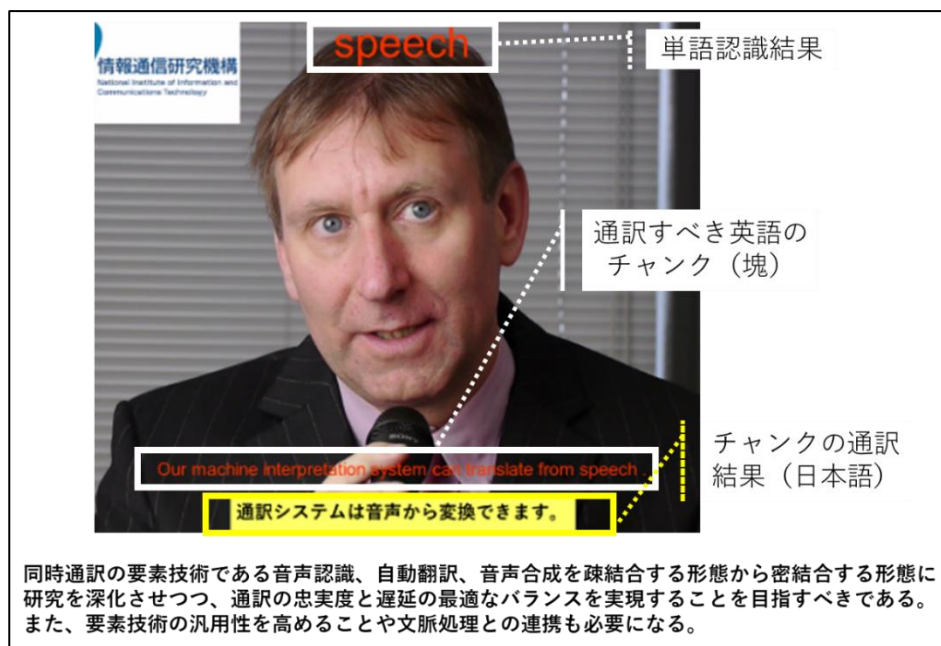 speech
単語認識結果
情報通信研究機構
National Institute of Information and
Communications Technology
通訳すべき英語の
チャンク（塊）
SONY
チャンクの通訳
結果（日本語）
Our machine interpretation system can translate from speech .
通訳システムは音声から変換できます。
同時通訳の要素技術である音声認識、自動翻訳、音声合成を疎結合する形態から密結合する形態に
研究を深化させつつ、通訳の忠実度と遅延の最適なバランスを実現することを目指すべきである。
また、要素技術の汎用性を高めることや文脈処理との連携も必要になる。